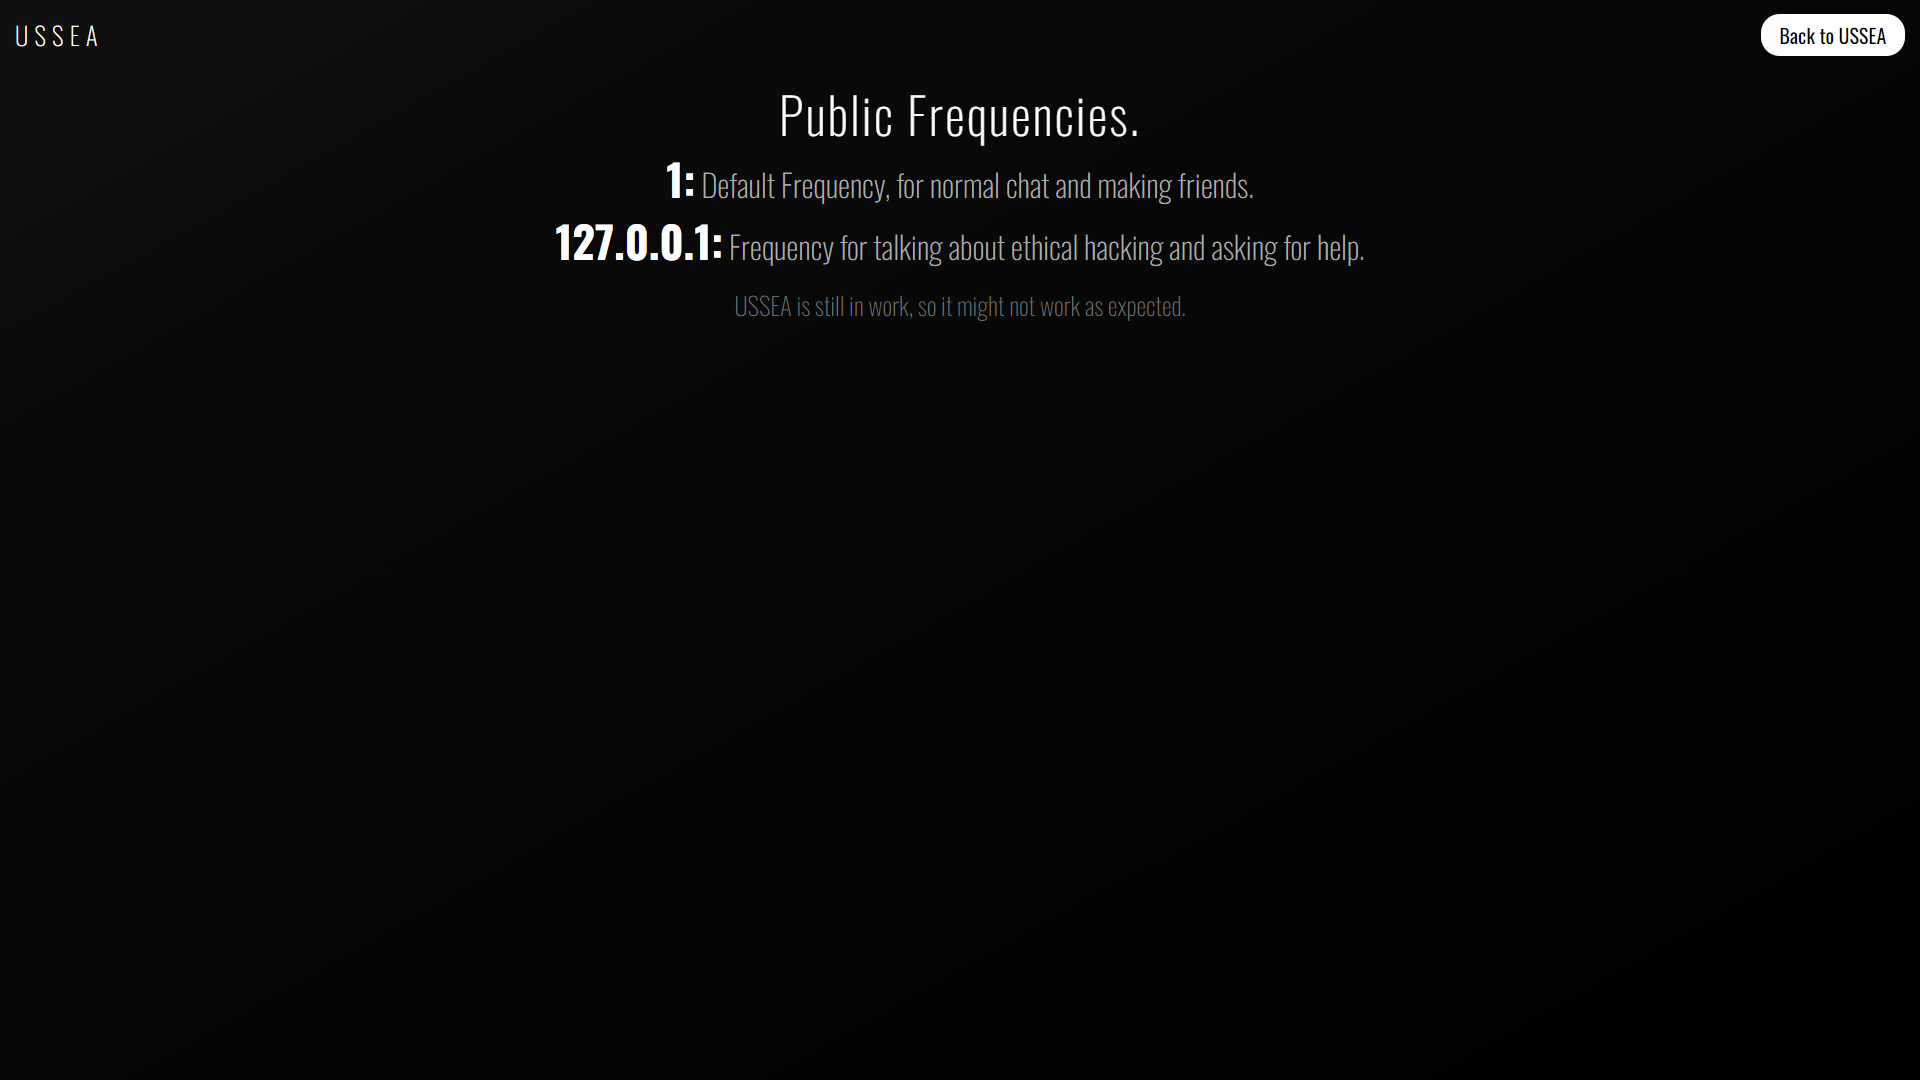 USSEA
Back to USSEA
Public Frequencies.
1: Default Frequency, for normal chat and making friends.
127.0.0.1: Frequency for talking about ethical hacking and asking for help.
USSEA is still in work, so it might not work as expected.